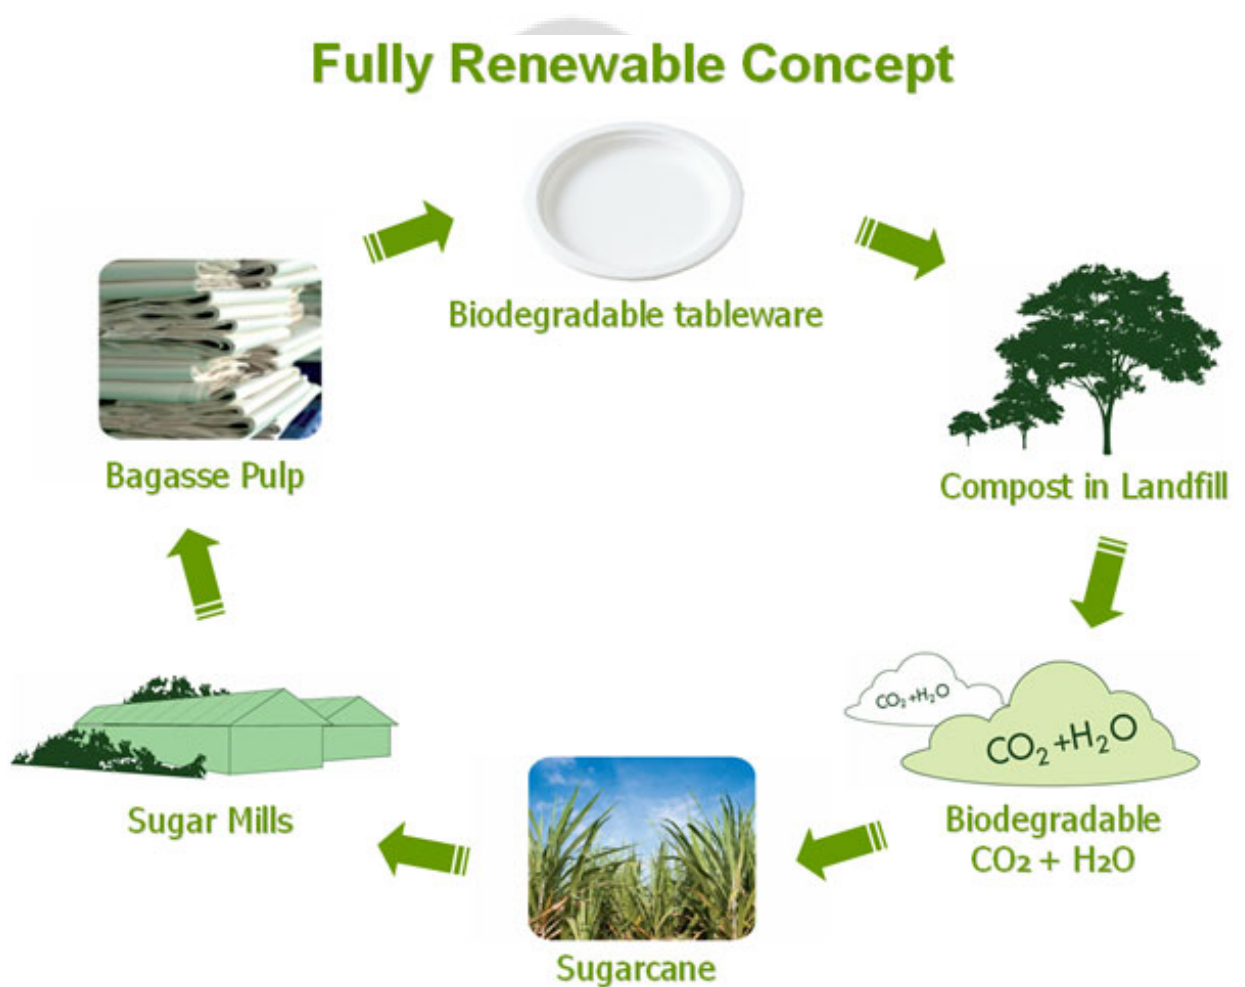 Fully Renewable Concept
Biodegradable tableware
Bagasse Pulp
Compost in Landfill
CO₂+H₂O
CO₂+H₂O
Sugar Mills
Biodegradable
CO2 + H2O
Sugarcane